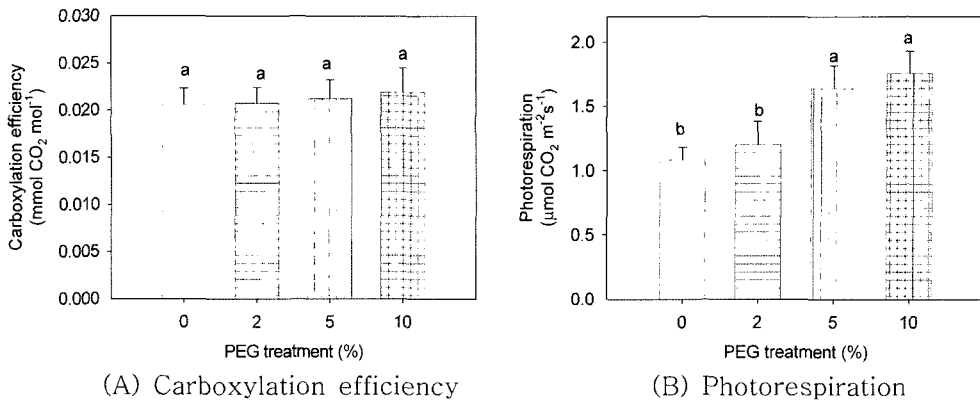 Carboxylation efficiency
(mmol CO₂ mol⁻¹)
0.030
0.025
0.020
0.015
0.010
0.005
0.000
a
a
a
a
0
2
5
10
PEG treatment (%)
(A) Carboxylation efficiency
Photorespiration
(μmol CO₂ m⁻²s⁻¹)
2.0
1.5
1.0
0.5
0.0
b
b
a
a
0
2
5
10
PEG treatment (%)
(B) Photorespiration